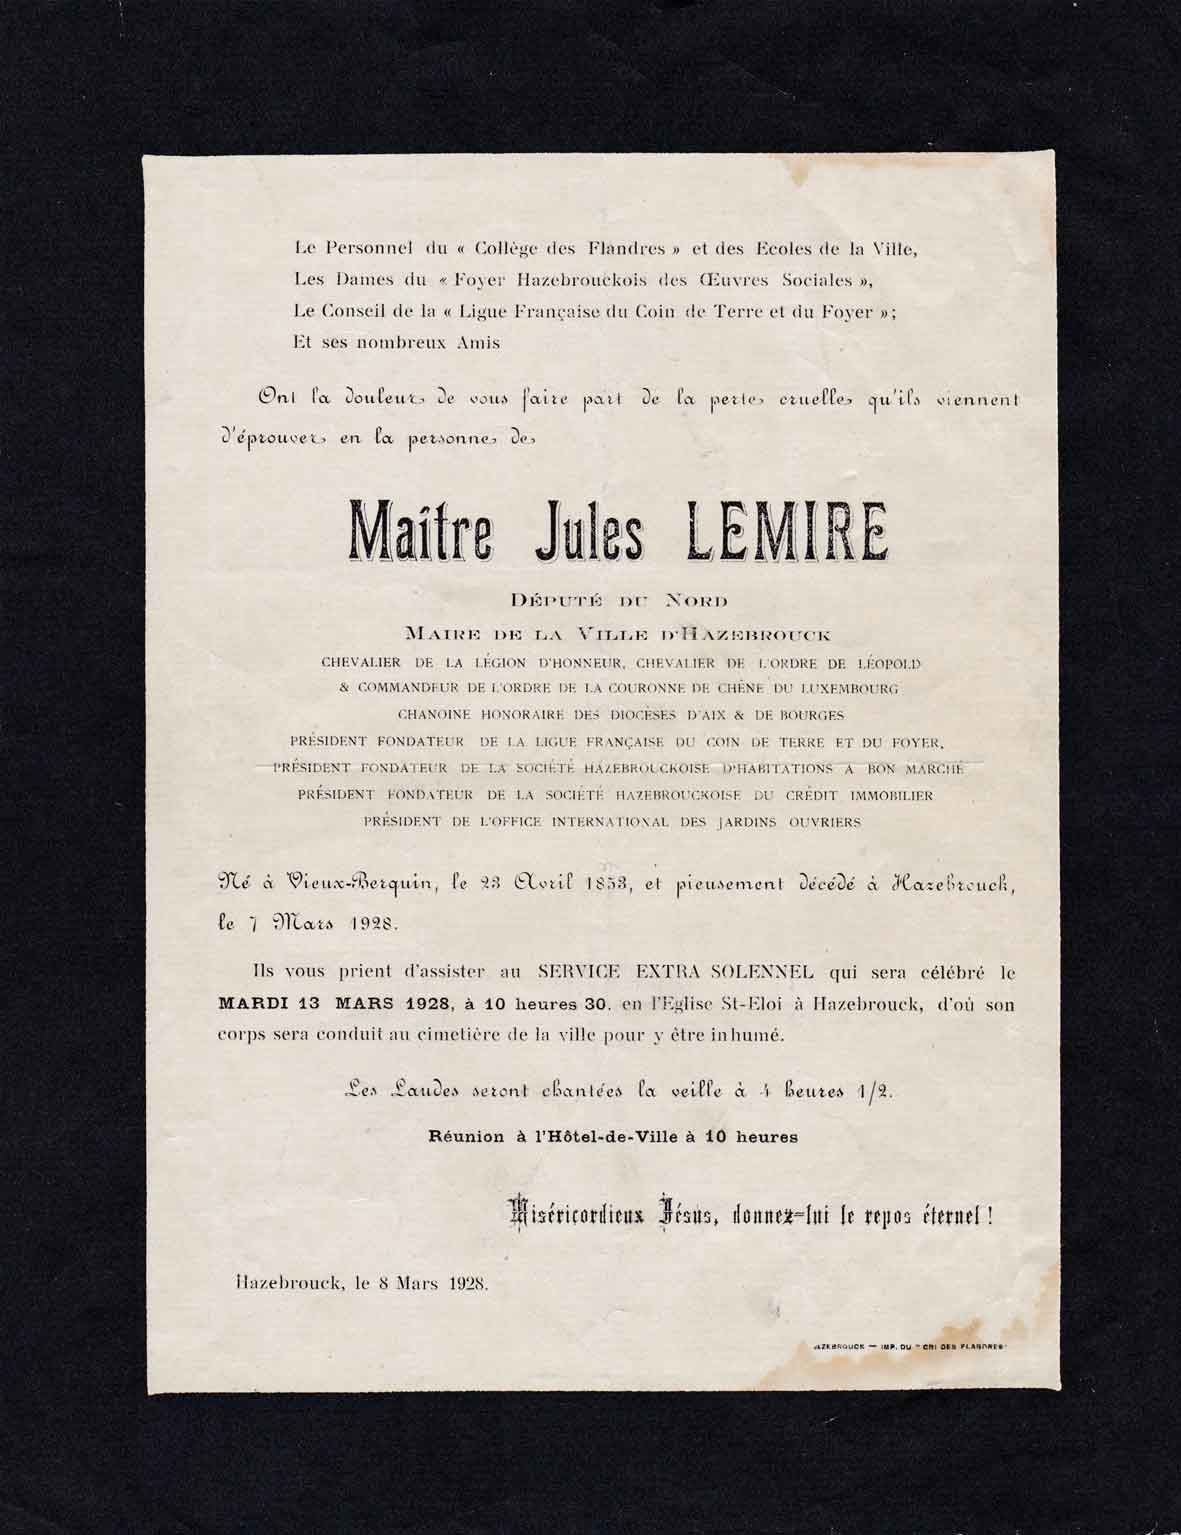 Le Personnel du « Collège des Flandres » et des Ecoles de la Ville,
Les Dames du « Foyer Hazebrouckois des Œuvres Sociales »,
Le Conseil de la « Ligue Française du Coin de Terre et du Foyer » ;
Et ses nombreux Amis
Ont la douleur de vous faire part de la perte cruelle qu'ils viennent
d'éprouver en la personne de
Maître Jules LEMIRE
DÉPUTÉ DU NORD
MAIRE DE LA VILLE D'HAZEBROUCK
CHEVALIER DE LA LÉGION D'HONNEUR, CHEVALIER DE L'ORDRE DE LÉOPOLD
& COMMANDEUR DE L'ORDRE DE LA COURONNE DE CHÊNE DU LUXEMBOURG
CHANOINE HONORAIRE DES DIOCÈSES D'AIX & DE BOURGES
PRÉSIDENT FONDATEUR DE LA LIGUE FRANÇAISE DU COIN DE TERRE ET DU FOYER,
PRÉSIDENT FONDATEUR DE LA SOCIÉTÉ HAZEBROUCKOISE D'HABITATIONS A BON MARCHÉ
PRÉSIDENT FONDATEUR DE LA SOCIÉTÉ HAZEBROUCKOISE DU CRÉDIT IMMOBILIER
PRÉSIDENT DE L'OFFICE INTERNATIONAL DES JARDINS OUVRIERS
Né à Vieux-Berquin, le 23 Avril 1853, et pieusement décédé à Hazebrouck,
le 7 Mars 1928.
Ils vous prient d'assister au SERVICE EXTRA SOLENNEL qui sera célébré le
MARDI 13 MARS 1928, à 10 heures 30. en l'Eglise St-Eloi à Hazebrouck, d'où son
corps sera conduit au cimetière de la ville pour y être inhumé.
Les Laudes seront chantées la veille à 4 heures 1/2.
Réunion à l'Hôtel-de-Ville à 10 heures
Miséricordieux Jésus, donnez-lui le repos éternel !
Hazebrouck, le 8 Mars 1928.
HAZEBROUCK — IMP. DU " CRI DES FLANDRES"